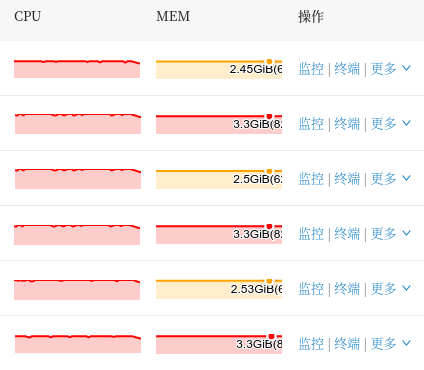 CPU MEM 操作
2.45GiB(6 监控 | 终端 | 更多
3.3GiB(8 监控 | 终端 | 更多
2.5GiB(6 监控 | 终端 | 更多
3.3GiB(8 监控 | 终端 | 更多
2.53GiB(6 监控 | 终端 | 更多
3.3GiB(8 监控 | 终端 | 更多